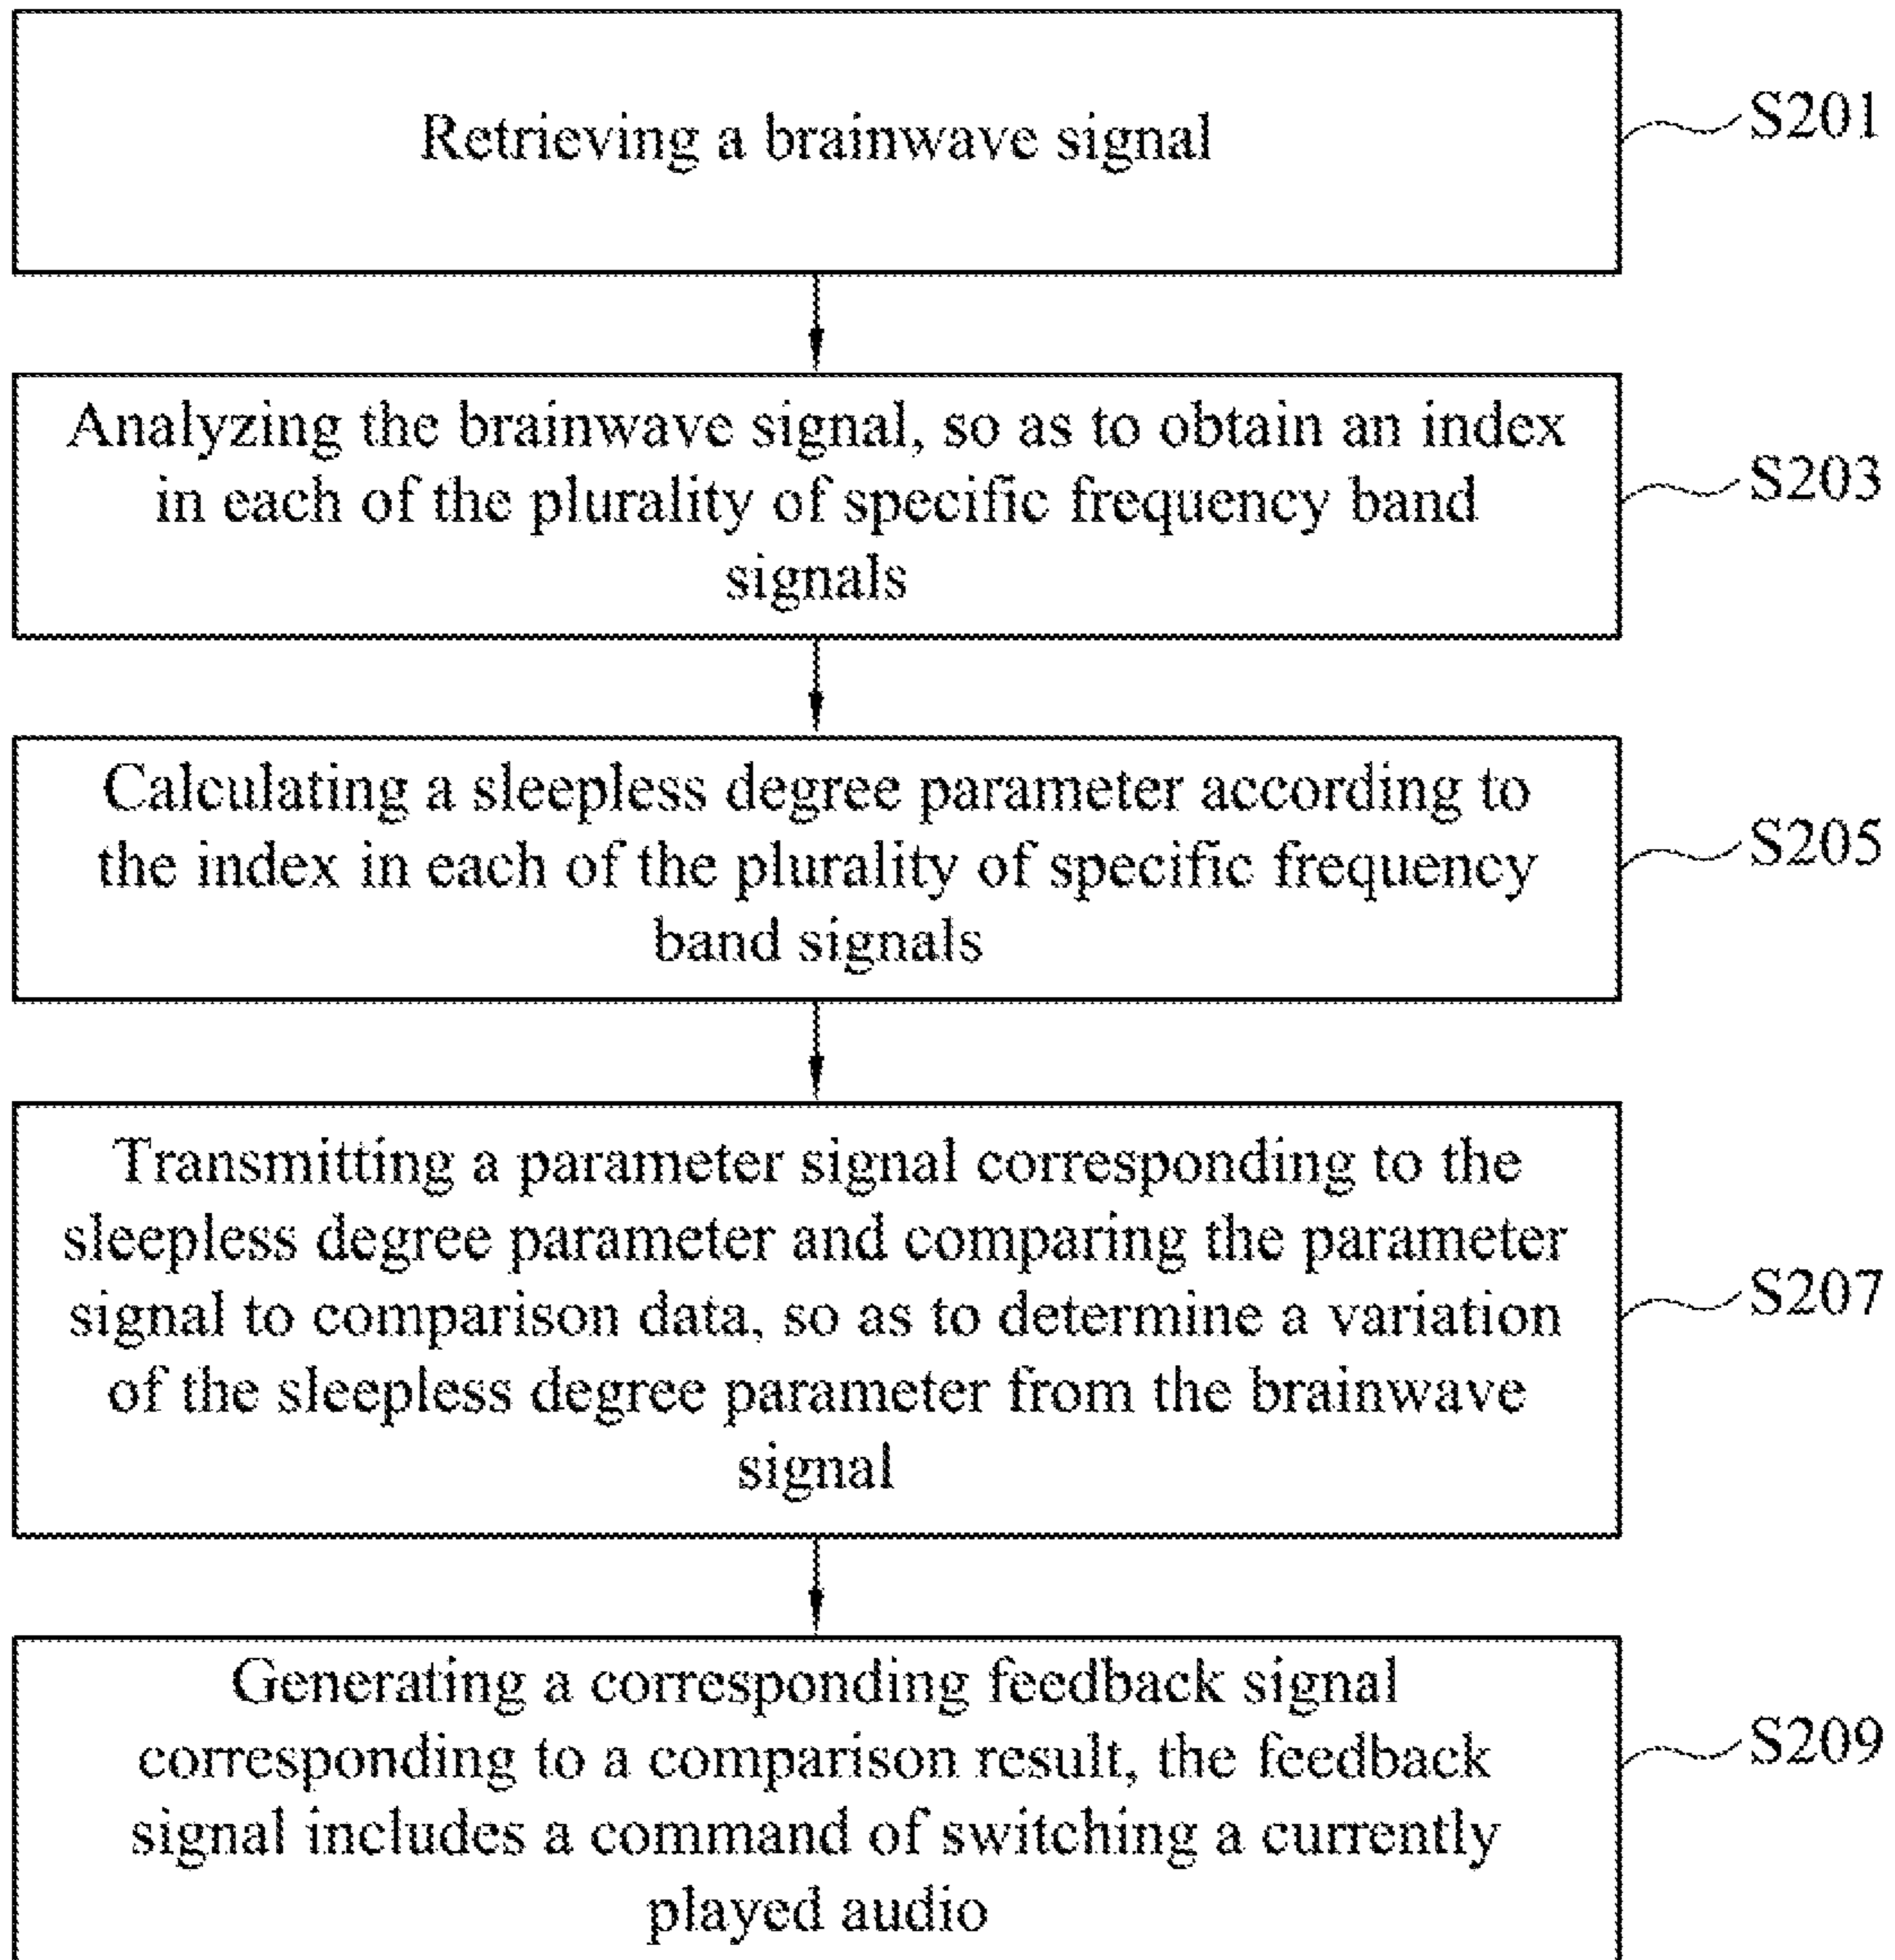 Retrieving a brainwave signal
S201
Analyzing the brainwave signal, so as to obtain an index
in each of the plurality of specific frequency band
signals
S203
Calculating a sleepless degree parameter according to
the index in each of the plurality of specific frequency
band signals
S205
Transmitting a parameter signal corresponding to the
sleepless degree parameter and comparing the parameter
signal to comparison data, so as to determine a variation
of the sleepless degree parameter from the brainwave
signal
S207
Generating a corresponding feedback signal
corresponding to a comparison result, the feedback
signal includes a command of switching a currently
played audio
S209